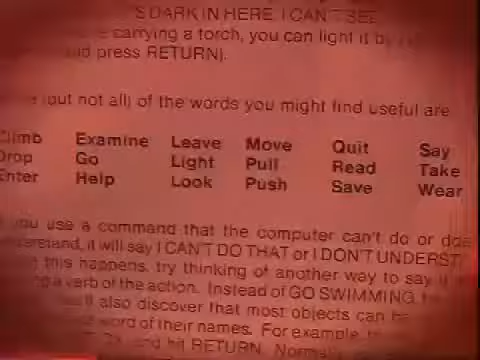 S DARK IN HERE. I CAN'T SEE
carrying a torch, you can light it
and press RETURN).
(but not all) of the words you might find useful are
Climb Examine Leave Move Quit Say
Drop Go Light Pull Read Take
Enter Help Look Push Save Wear
you use a command that the computer can't do or
it will say I CAN'T DO THAT or I DON'T
this happens, try thinking of another way to say it
a verb of the action. Instead of GO SWIMMING,
also discover that most objects can be
word of their names. For example,
and hit RETURN.